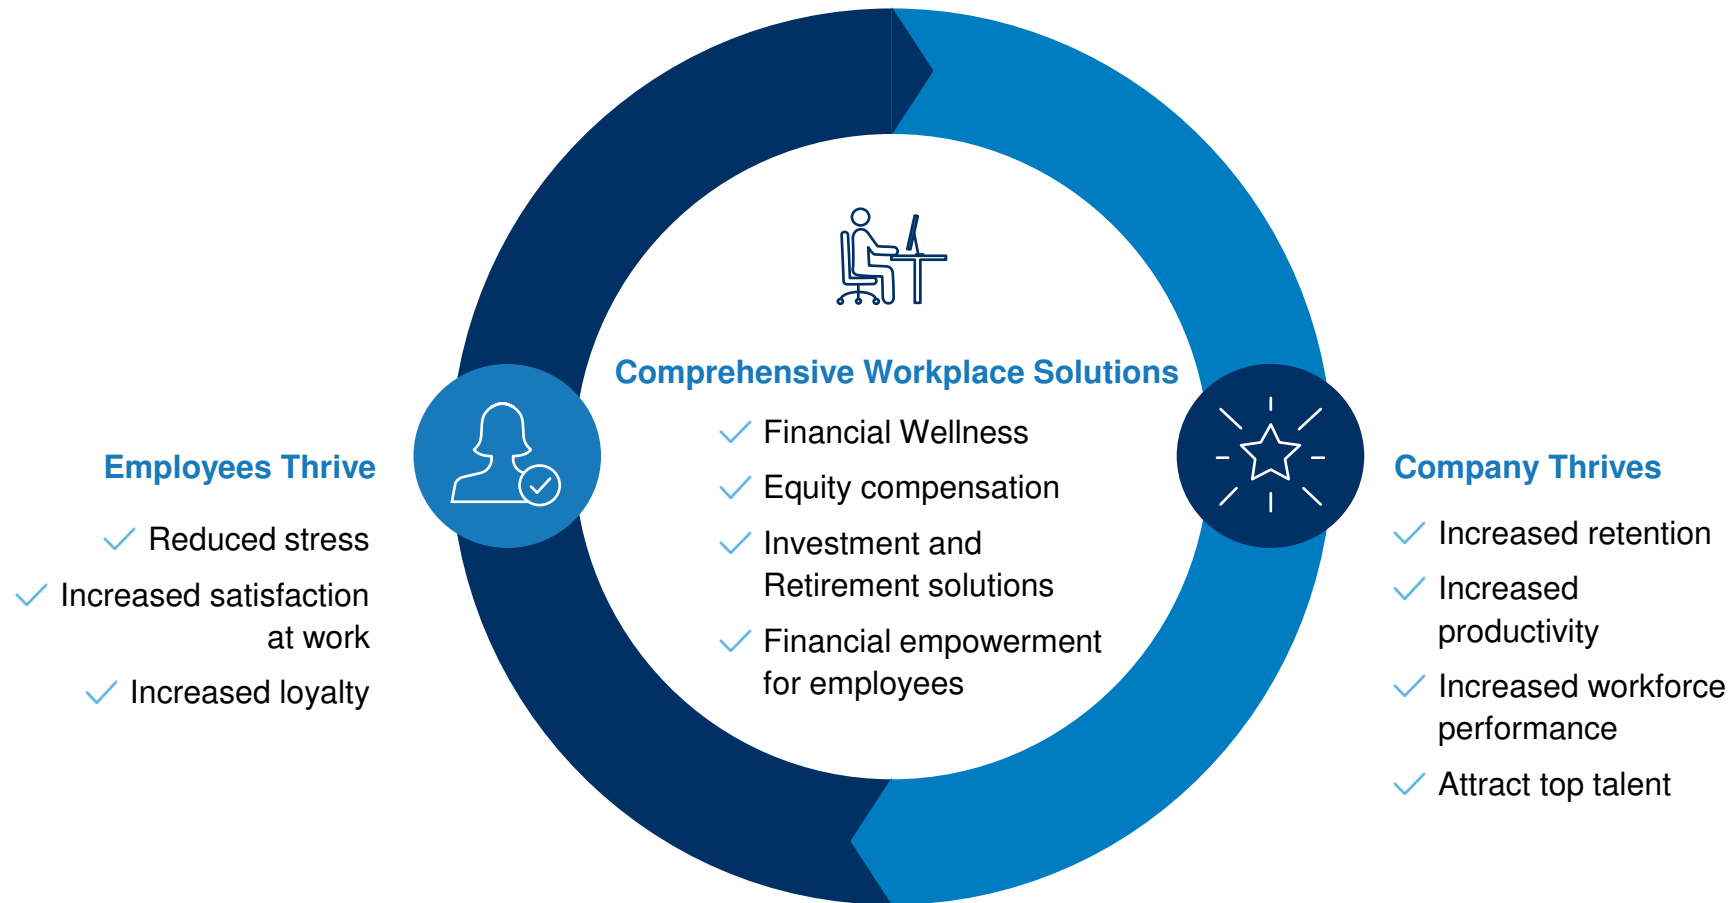 Comprehensive Workplace Solutions
Financial Wellness
Equity compensation
Investment and
Retirement solutions
Financial empowerment
for employees
Employees Thrive
Reduced stress
Increased satisfaction
at work
Increased loyalty
Company Thrives
Increased retention
Increased
productivity
Increased workforce
performance
Attract top talent